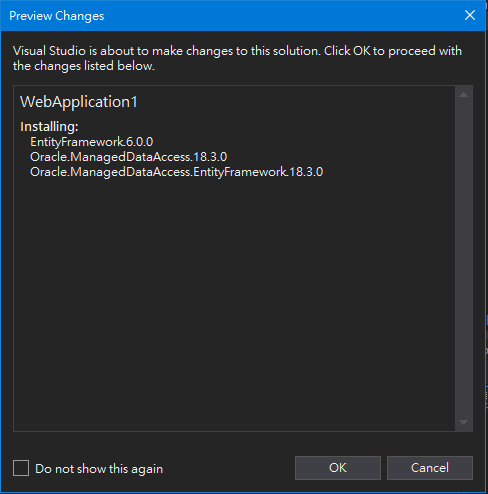 Preview Changes
Visual Studio is about to make changes to this solution. Click OK to proceed with
the changes listed below.
WebApplication1
Installing:
EntityFramework.6.0.0
Oracle.ManagedDataAccess.18.3.0
Oracle.ManagedDataAccess.EntityFramework.18.3.0
Do not show this again
OK
Cancel